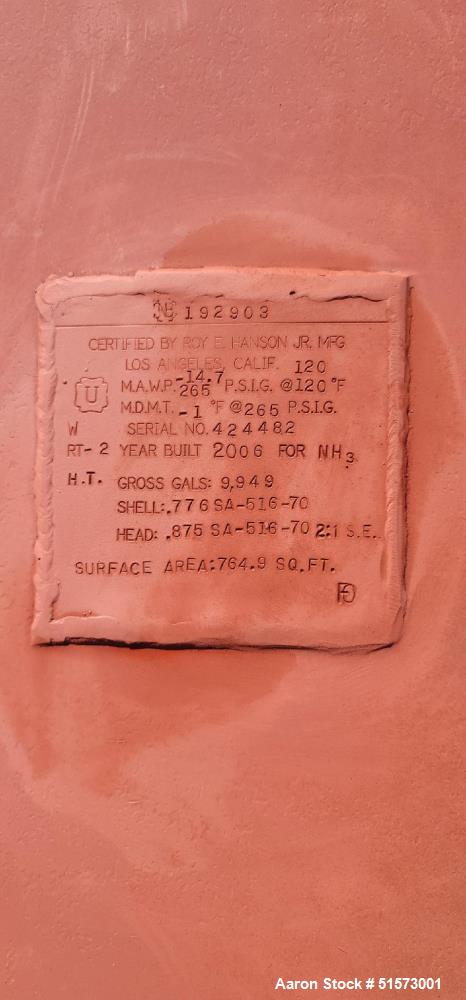 NB 192903
CERTIFIED BY ROY E. HANSON JR. MFG
LOS ANGELES, CALIF. 120
-14.7
M.A.W.P. 265 P.S.I.G. @120 °F
U
M.D.M.T. -1 °F @265 P.S.I.G.
W SERIAL NO. 424482
RT-2 YEAR BUILT 2006 FOR NH3
H.T. GROSS GALS: 9,949
SHELL: .776 SA-516-70
HEAD: .875 SA-516-70 2:1 S.E.
SURFACE AREA: 764.9 SQ.FT.
Aaron Stock # 51573001